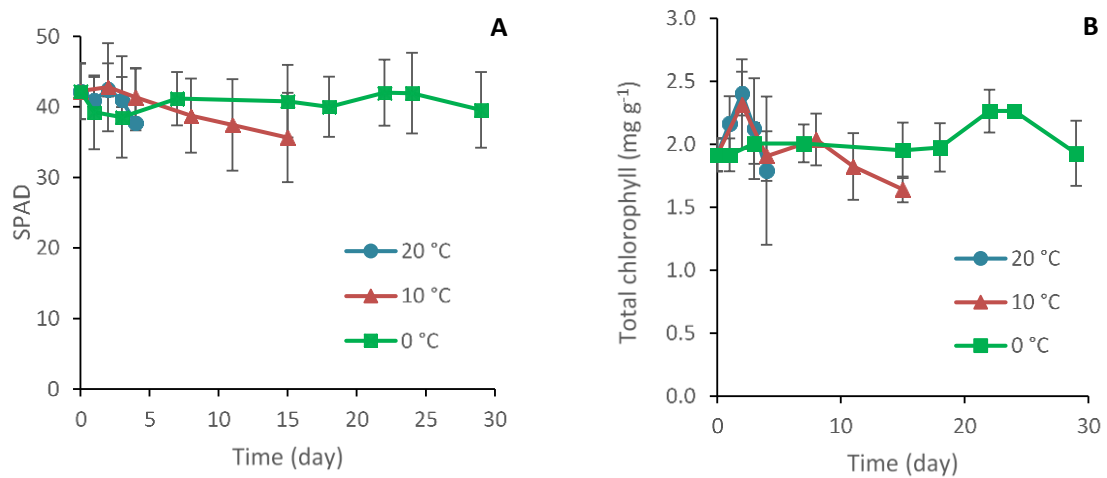 A
50
40
30
20
10
0
SPAD
20 °C
10 °C
0 °C
0 5 10 15 20 25 30
Time (day)
B
3.0
2.5
2.0
1.5
1.0
0.5
0.0
Total chlorophyll (mg g⁻¹)
20 °C
10 °C
0 °C
0 10 20 30
Time (day)